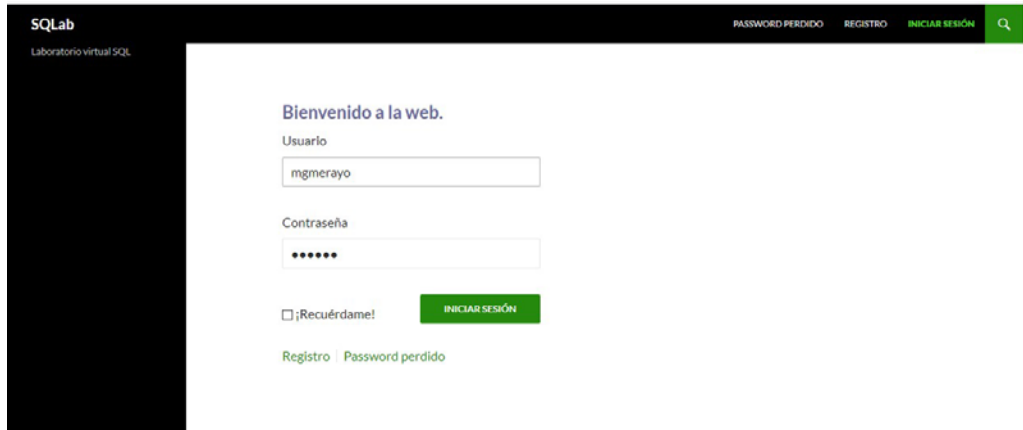 SQLab
PASSWORD PERDIDO REGISTRO INICIAR SESIÓN
Laboratorio virtual SQL
Bienvenido a la web.
Usuario
mgmerayo
Contraseña
••••••
¡Recuérdame!
INICIAR SESIÓN
Registro | Password perdido